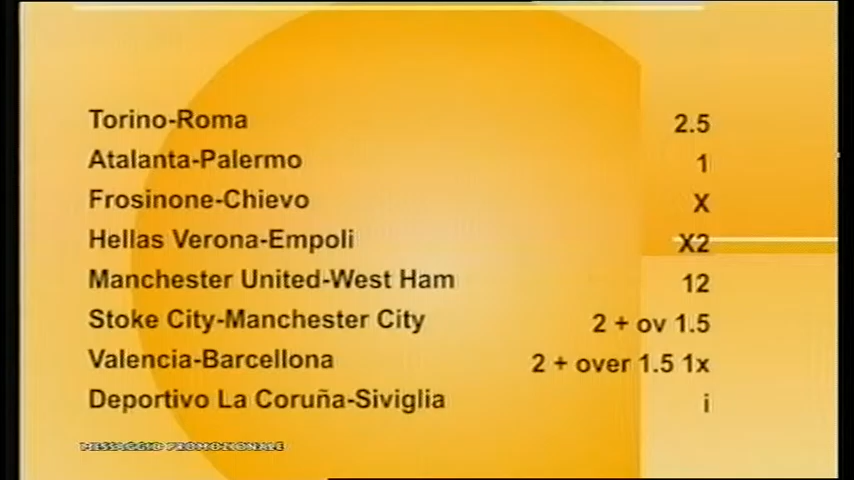 Torino-Roma 2.5
Atalanta-Palermo 1
Frosinone-Chievo X
Hellas Verona-Empoli X2
Manchester United-West Ham 12
Stoke City-Manchester City 2 + ov 1.5
Valencia-Barcellona 2 + over 1.5 1x
Deportivo La Coruña-Siviglia i
MESSAGGIO PROMOZIONALE